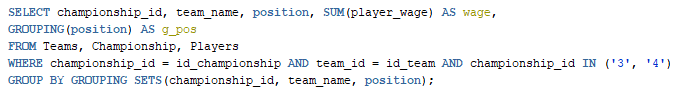 SELECT championship_id, team_name, position, SUM(player_wage) AS wage,
GROUPING(position) AS g_pos
FROM Teams, Championship, Players
WHERE championship_id = id_championship AND team_id = id_team AND championship_id IN ('3', '4')
GROUP BY GROUPING SETS(championship_id, team_name, position);